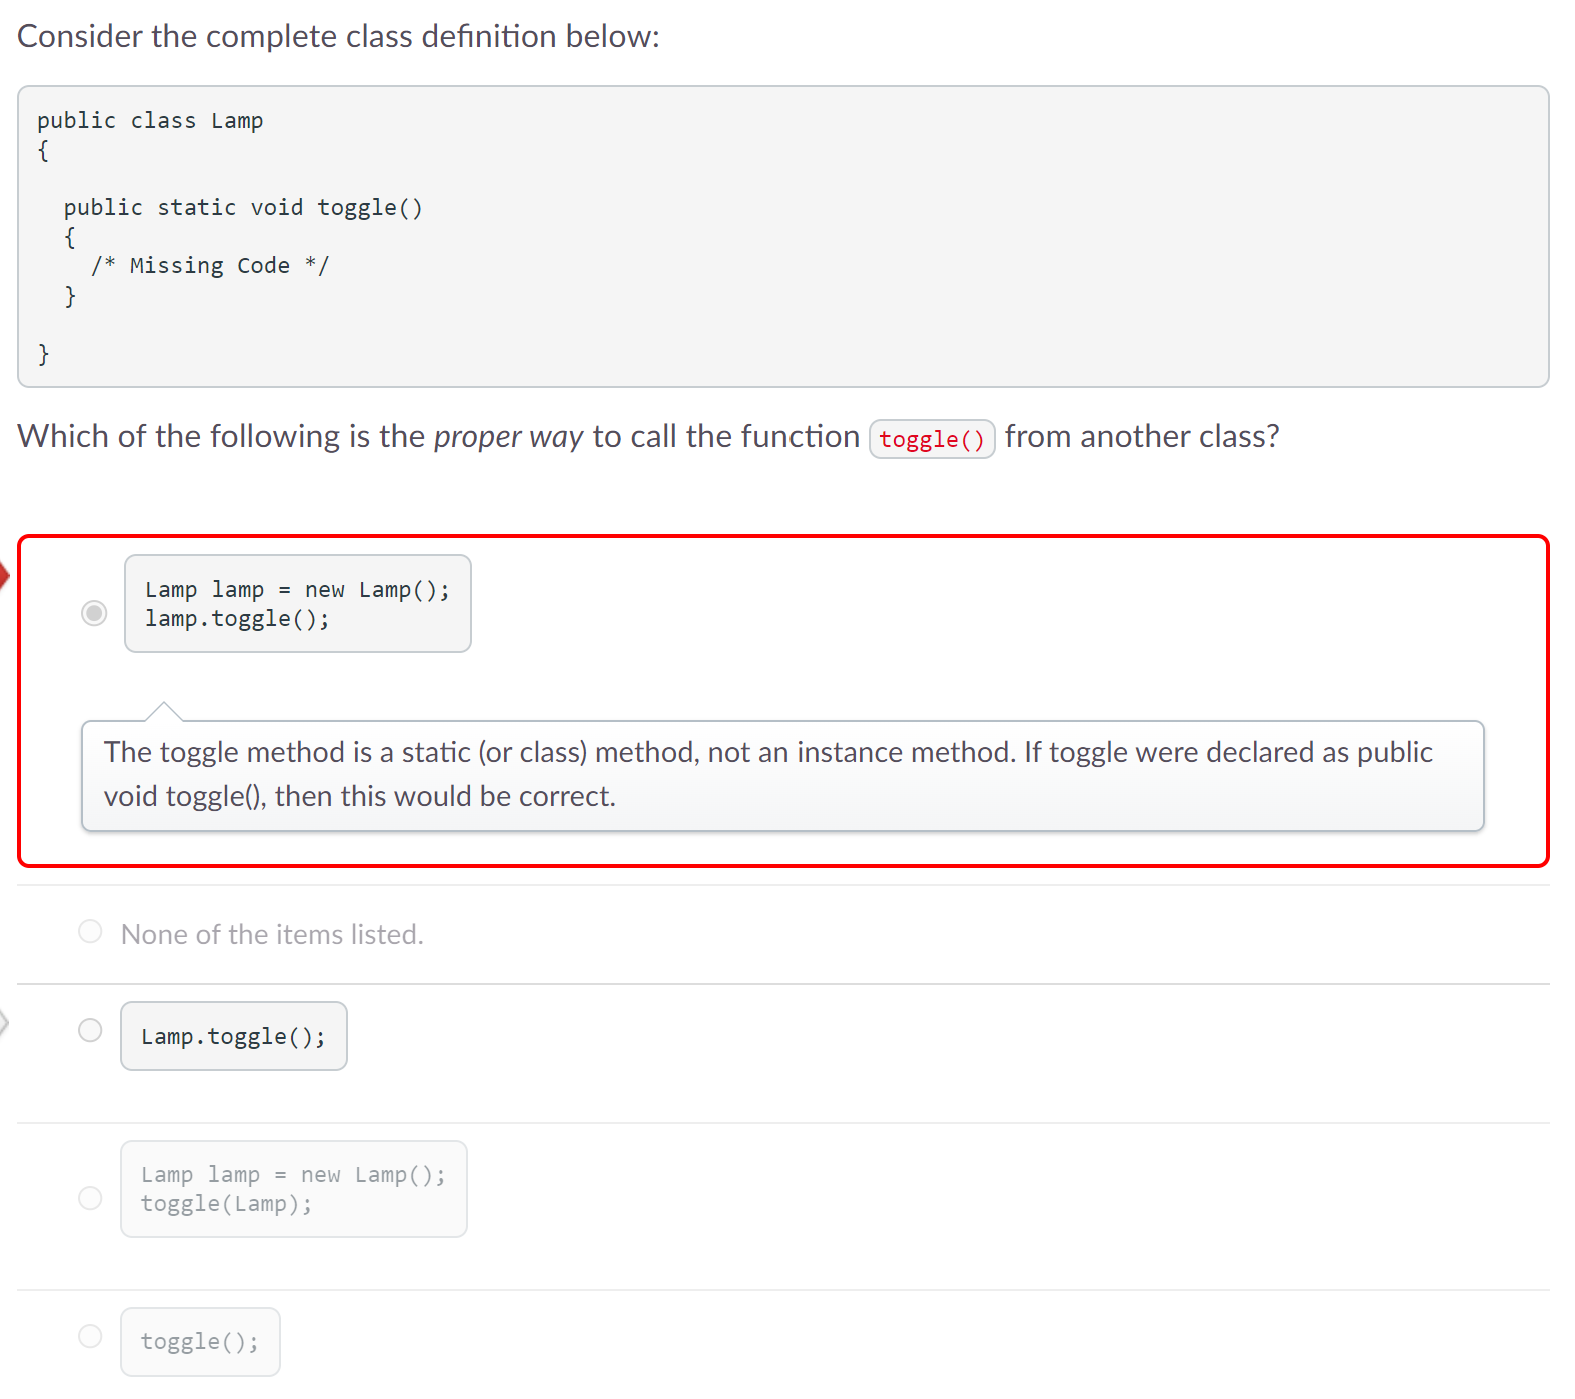 Consider the complete class definition below:
public class Lamp
{
public static void toggle()
{
/* Missing Code */
}
}
Which of the following is the proper way to call the function toggle() from another class?
Lamp lamp = new Lamp();
lamp.toggle();
The toggle method is a static (or class) method, not an instance method. If toggle were declared as public
void toggle(), then this would be correct.
None of the items listed.
Lamp.toggle();
Lamp lamp = new Lamp();
toggle(Lamp);
toggle();